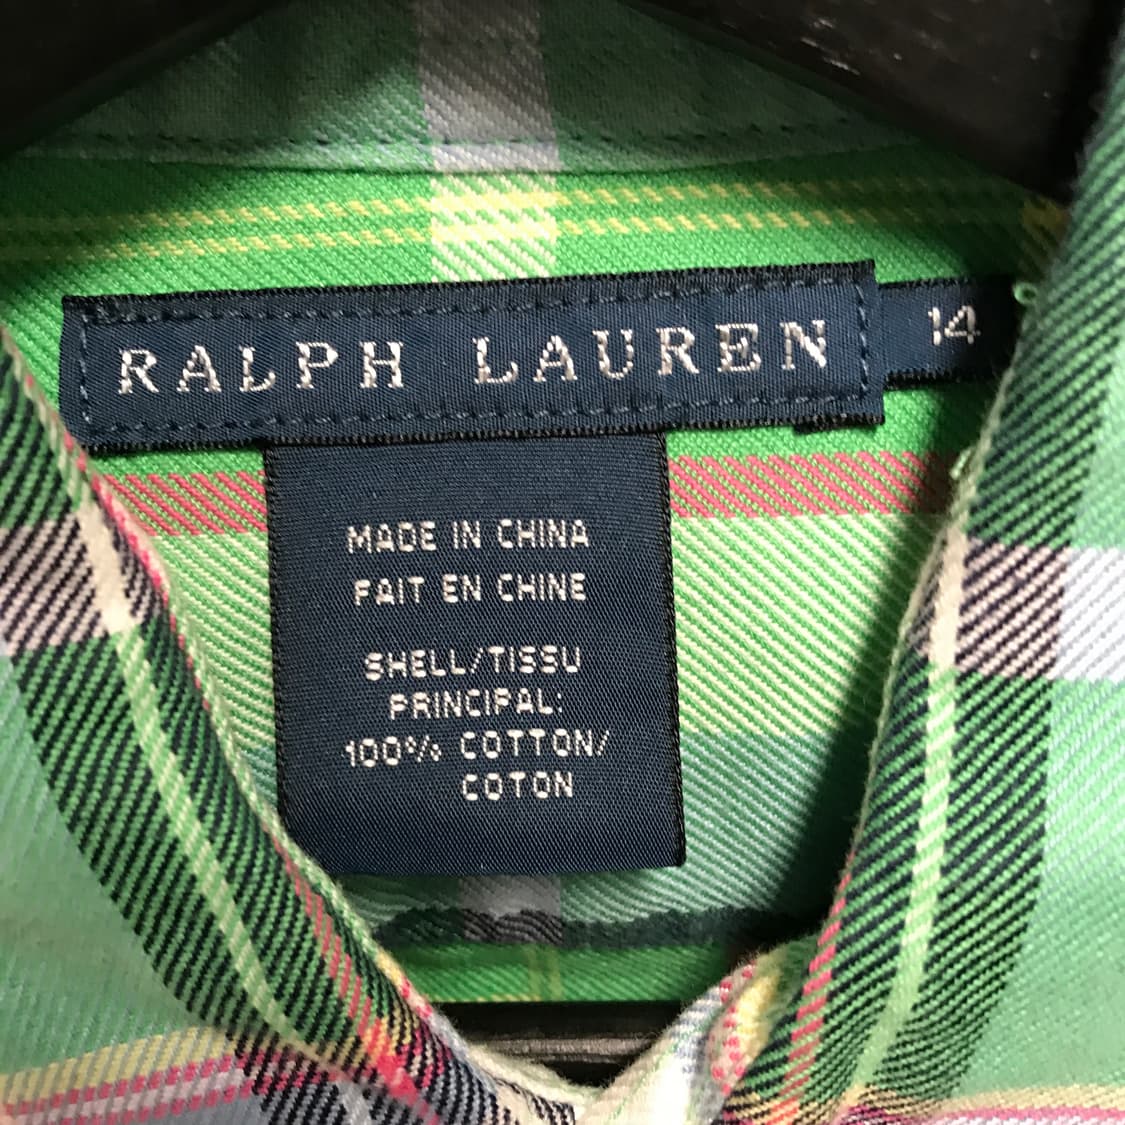 RALPH LAUREN 14
MADE IN CHINA
FAIT EN CHINE
SHELL/TISSU
PRINCIPAL:
100% COTTON/
COTON